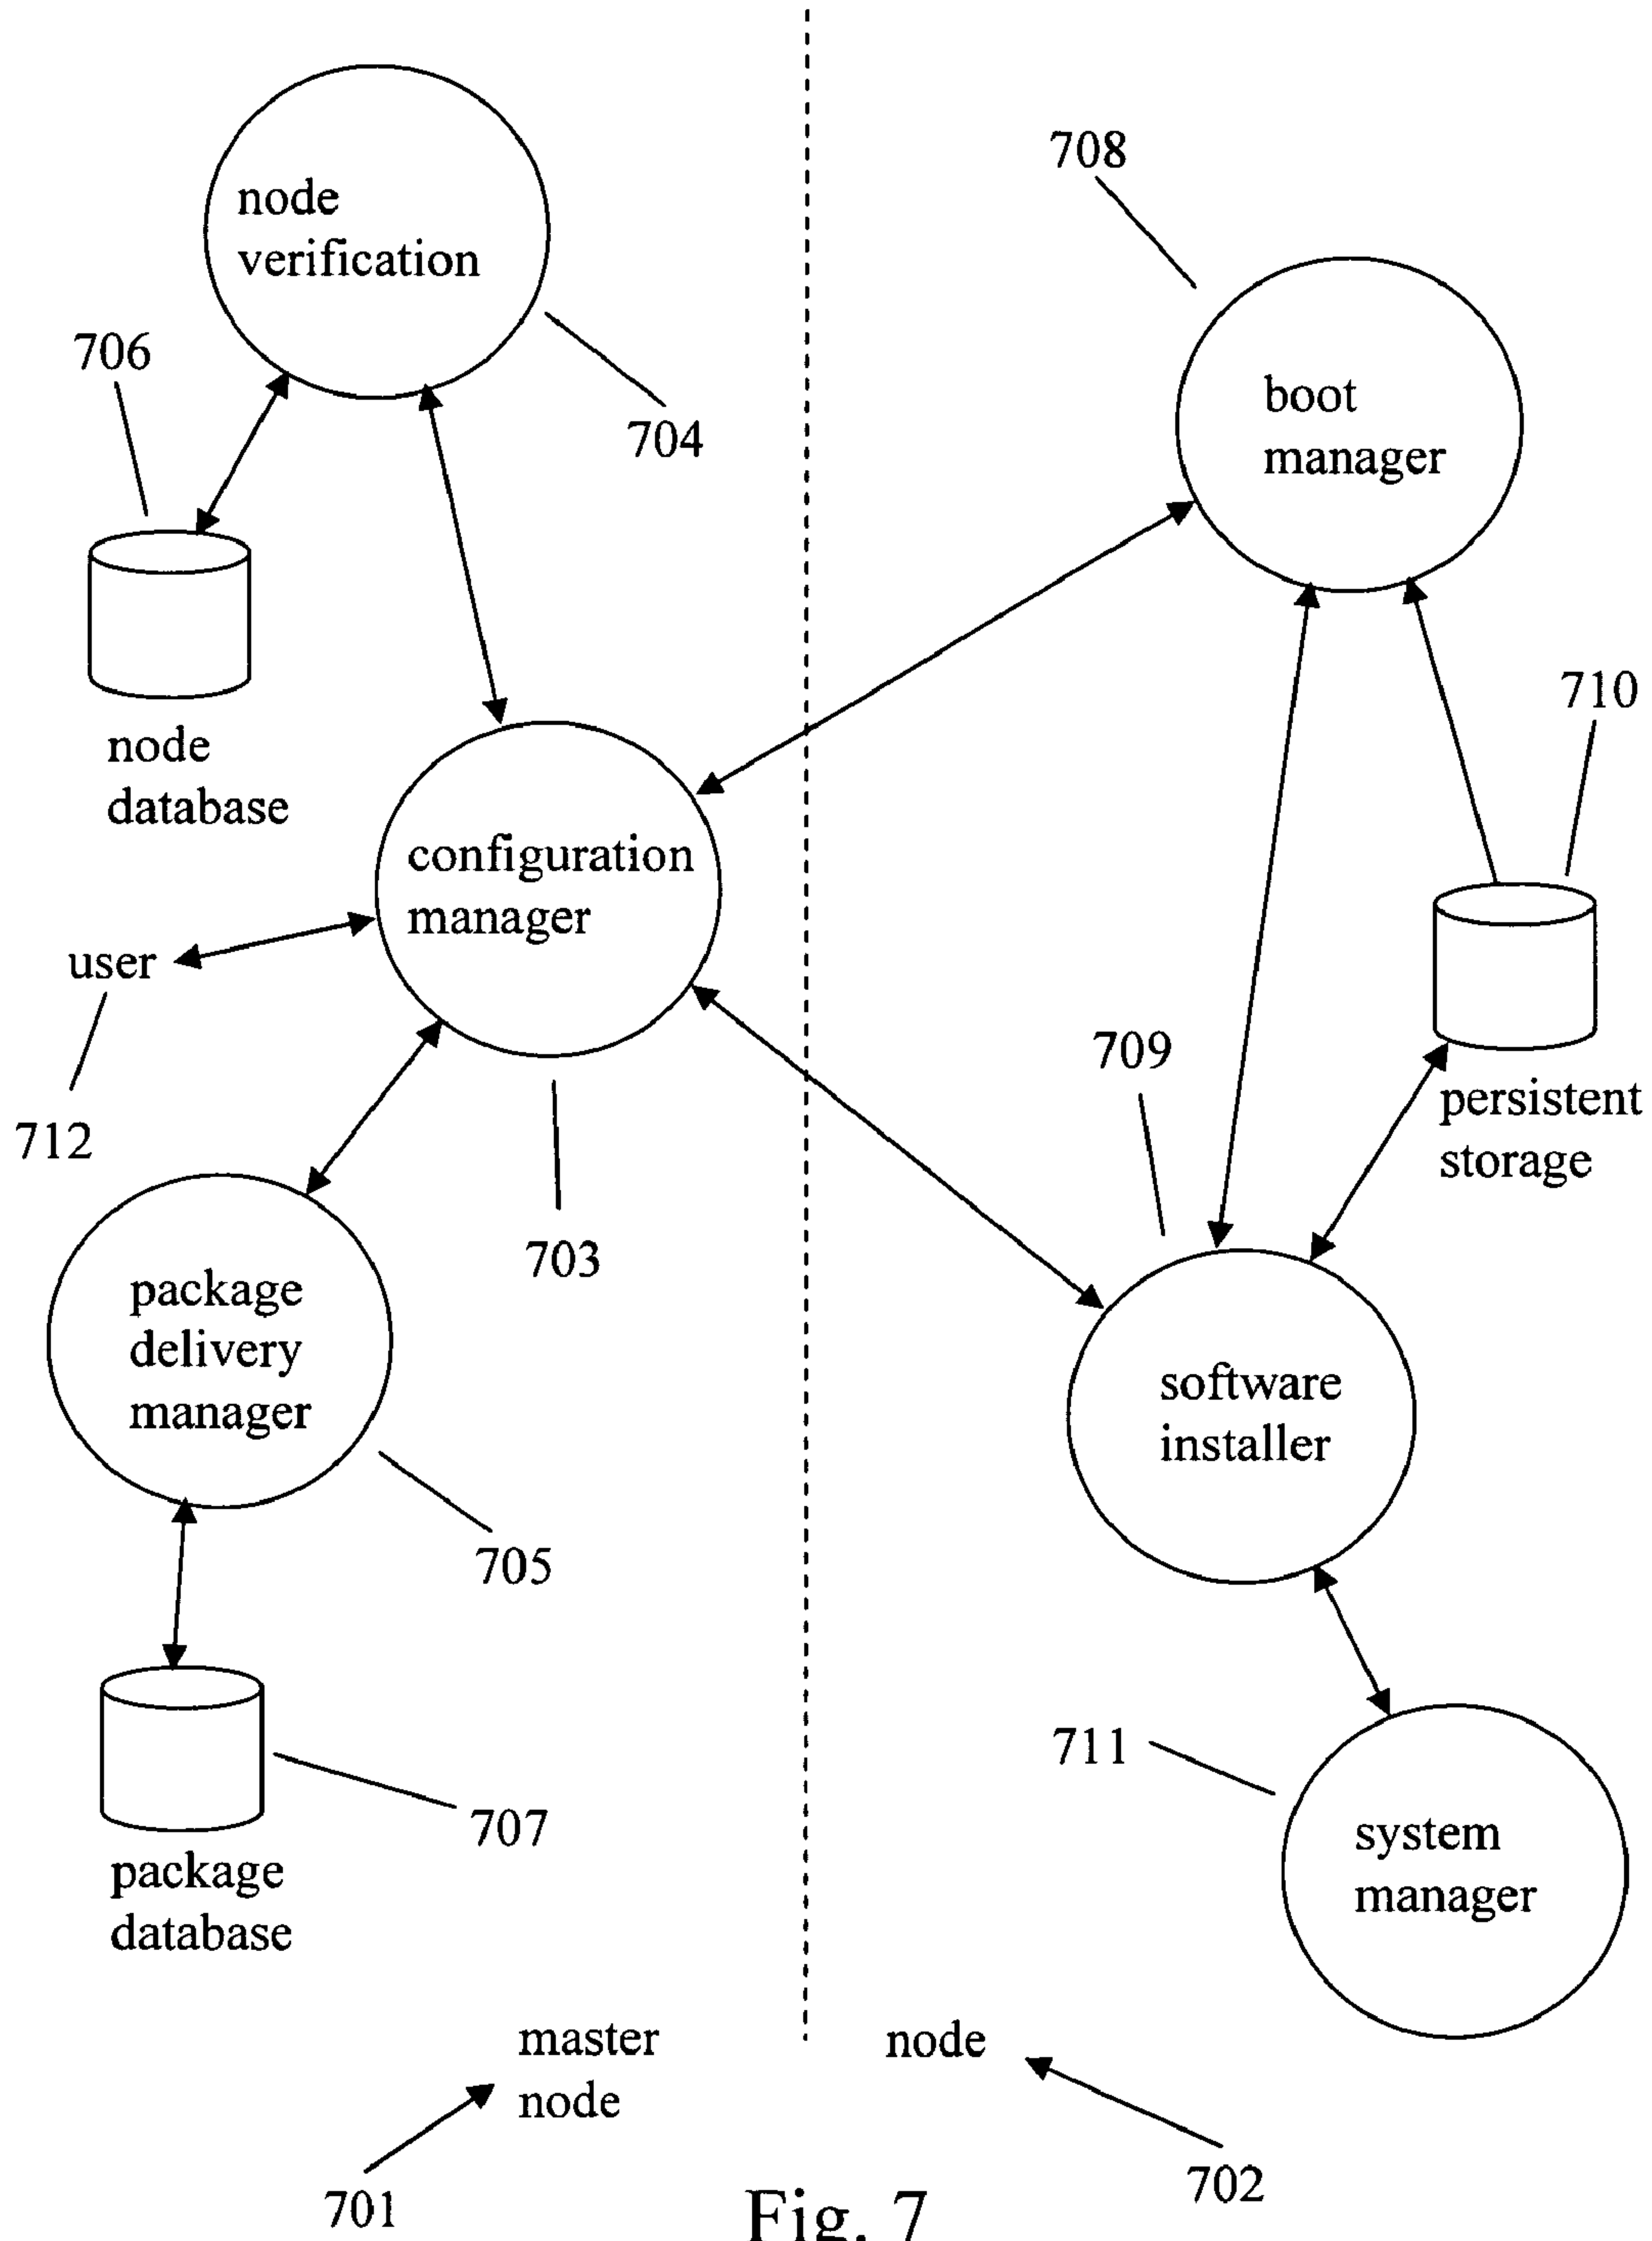 708
node
verification
706
704
boot
manager
710
node
database
configuration
manager
user
709
persistent
storage
712
703
package
delivery
manager
software
installer
705
711
707
system
manager
package
database
master
node
node
702
701
Fig. 7